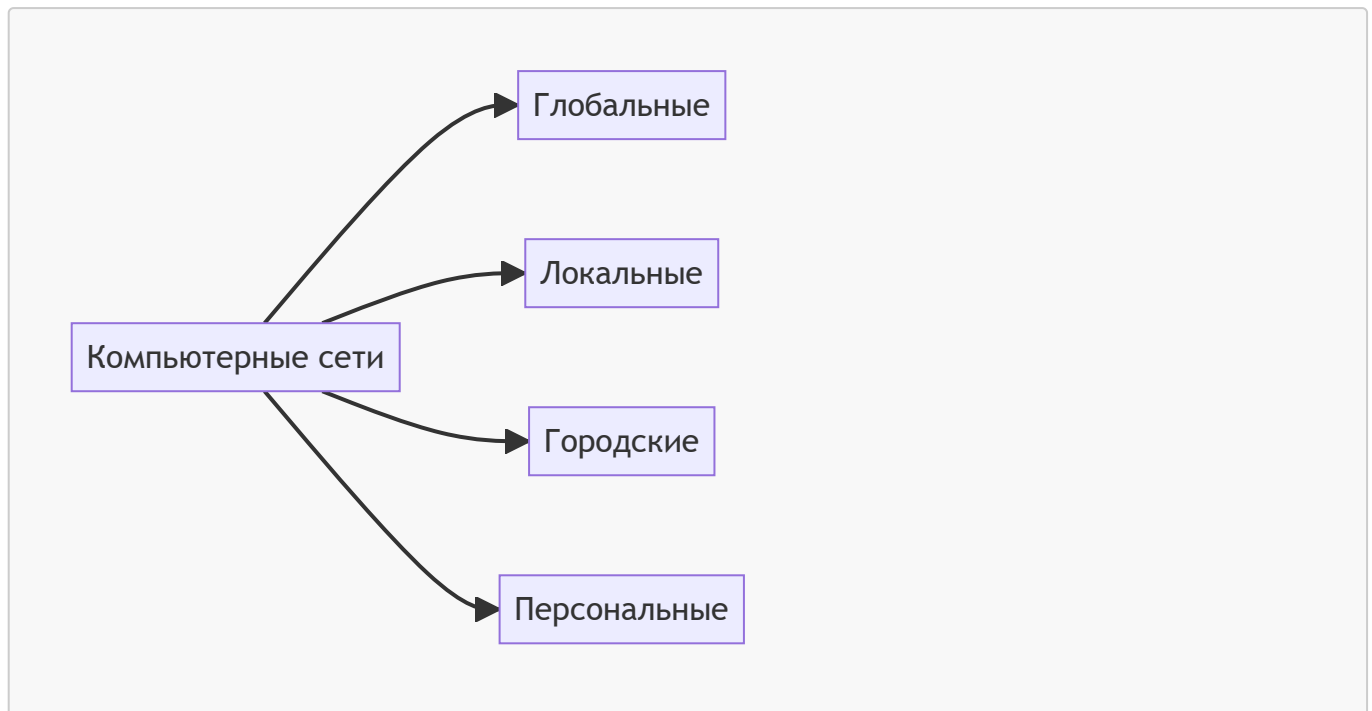 Глобальные
Локальные
Компьютерные сети
Городские
Персональные